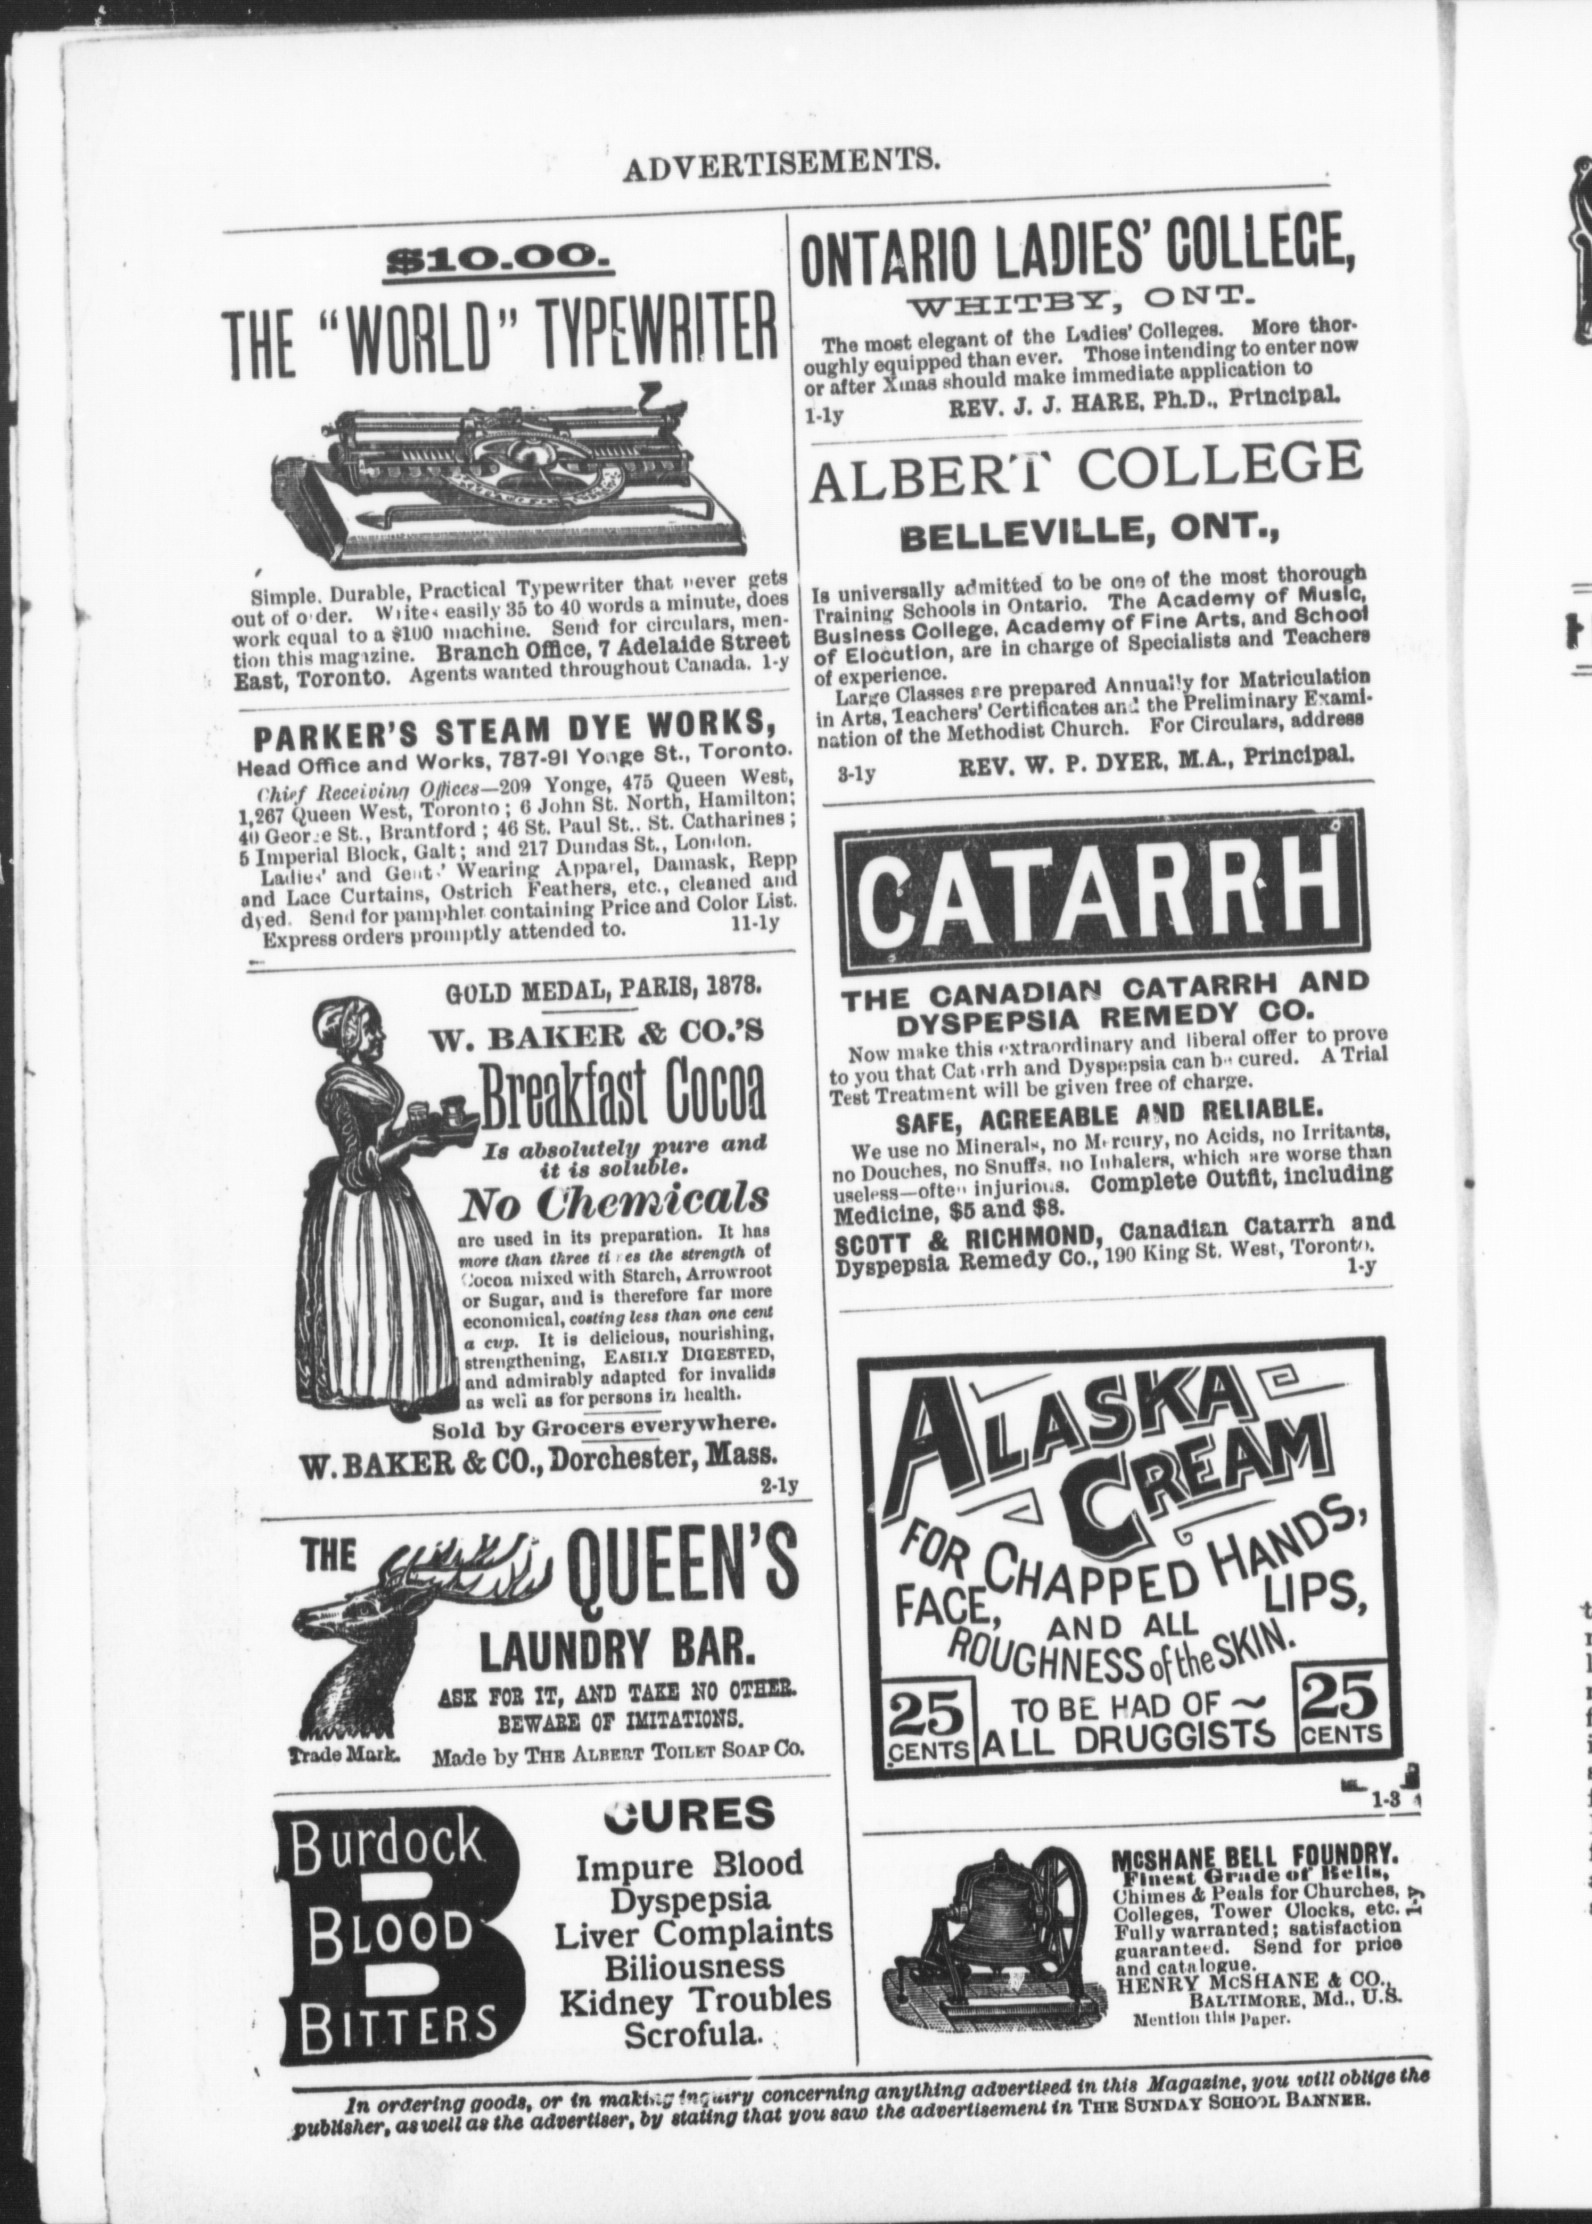 ADVERTISEMENTS.
$10.00.
THE "WORLD" TYPEWRITER
Simple, Durable, Practical Typewriter that never gets
out of order. Writes easily 35 to 40 words a minute, does
work equal to a $100 machine. Send for circulars, men-
tion this magazine. Branch Office, 7 Adelaide Street
East, Toronto. Agents wanted throughout Canada. 1-y
PARKER'S STEAM DYE WORKS,
Head Office and Works, 787-91 Yonge St., Toronto.
Chief Receiving Offices—209 Yonge, 475 Queen West,
1,267 Queen West, Toronto; 6 John St. North, Hamilton;
40 George St., Brantford; 46 St. Paul St., St. Catharines;
5 Imperial Block, Galt; and 217 Dundas St., London.
Ladies' and Gent.' Wearing Apparel, Damask, Repp
and Lace Curtains, Ostrich Feathers, etc., cleaned and
dyed. Send for pamphlet containing Price and Color List.
Express orders promptly attended to. 11-1y
GOLD MEDAL, PARIS, 1878.
W. BAKER & CO.'S
Breakfast Cocoa
Is absolutely pure and
it is soluble.
No Chemicals
are used in its preparation. It has
more than three times the strength of
Cocoa mixed with Starch, Arrowroot
or Sugar, and is therefore far more
economical, costing less than one cent
a cup. It is delicious, nourishing,
strengthening, EASILY DIGESTED,
and admirably adapted for invalids
as well as for persons in health.
Sold by Grocers everywhere.
W. BAKER & CO., Dorchester, Mass.
2-1y
THE QUEEN'S
LAUNDRY BAR.
ASK FOR IT, AND TAKE NO OTHER.
BEWARE OF IMITATIONS.
Trade Mark. Made by THE ALBERT TOILET SOAP CO.
Burdock
BLOOD
BITTERS
CURES
Impure Blood
Dyspepsia
Liver Complaints
Biliousness
Kidney Troubles
Scrofula.
ONTARIO LADIES' COLLEGE,
WHITBY, ONT.
The most elegant of the Ladies' Colleges. More thor-
oughly equipped than ever. Those intending to enter now
or after Xmas should make immediate application to
1-1y REV. J. J. HARE, Ph.D., Principal.
ALBERT COLLEGE
BELLEVILLE, ONT.,
Is universally admitted to be one of the most thorough
Training Schools in Ontario. The Academy of Music,
Business College, Academy of Fine Arts, and School
of Elocution, are in charge of Specialists and Teachers
of experience.
Large Classes are prepared Annually for Matriculation
in Arts, Teachers' Certificates and the Preliminary Exami-
nation of the Methodist Church. For Circulars, address
3-1y REV. W. P. DYER, M.A., Principal.
CATARRH
THE CANADIAN CATARRH AND
DYSPEPSIA REMEDY CO.
Now make this extraordinary and liberal offer to prove
to you that Catarrh and Dyspepsia can be cured. A Trial
Test Treatment will be given free of charge.
SAFE, AGREEABLE AND RELIABLE.
We use no Minerals, no Mercury, no Acids, no Irritants,
no Douches, no Snuffs, no Inhalers, which are worse than
useless—often injurious. Complete Outfit, including
Medicine, $5 and $8.
SCOTT & RICHMOND, Canadian Catarrh and
Dyspepsia Remedy Co., 190 King St. West, Toronto.
1-y
ALASKA
CREAM
FOR CHAPPED HANDS,
FACE, LIPS,
AND ALL
ROUGHNESS of the SKIN.
25 CENTS
TO BE HAD OF
ALL DRUGGISTS
25 CENTS
1-3
MCSHANE BELL FOUNDRY.
Finest Grade of Bells,
Chimes & Peals for Churches,
Colleges, Tower Clocks, etc.
Fully warranted; satisfaction
guaranteed. Send for price
and catalogue.
HENRY MCSHANE & CO.,
BALTIMORE, Md., U.S.
Mention this paper.
1-y
In ordering goods, or in making inquiry concerning anything advertised in this Magazine, you will oblige the
publisher, as well as the advertiser, by stating that you saw the advertisement in THE SUNDAY SCHOOL BANNER.